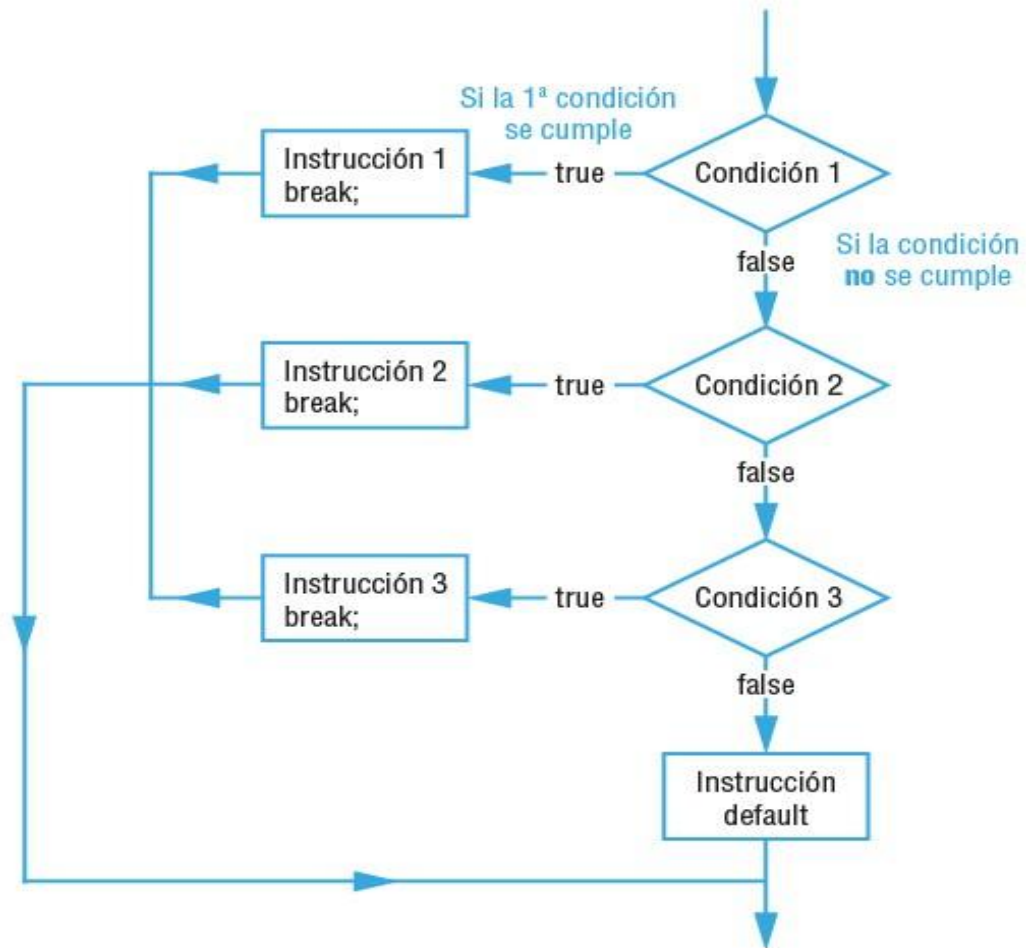 Si la 1ª condición
se cumple
Instrucción 1
break;
true
Condición 1
false
Si la condición
no se cumple
Instrucción 2
break;
true
Condición 2
false
Instrucción 3
break;
true
Condición 3
false
Instrucción
default